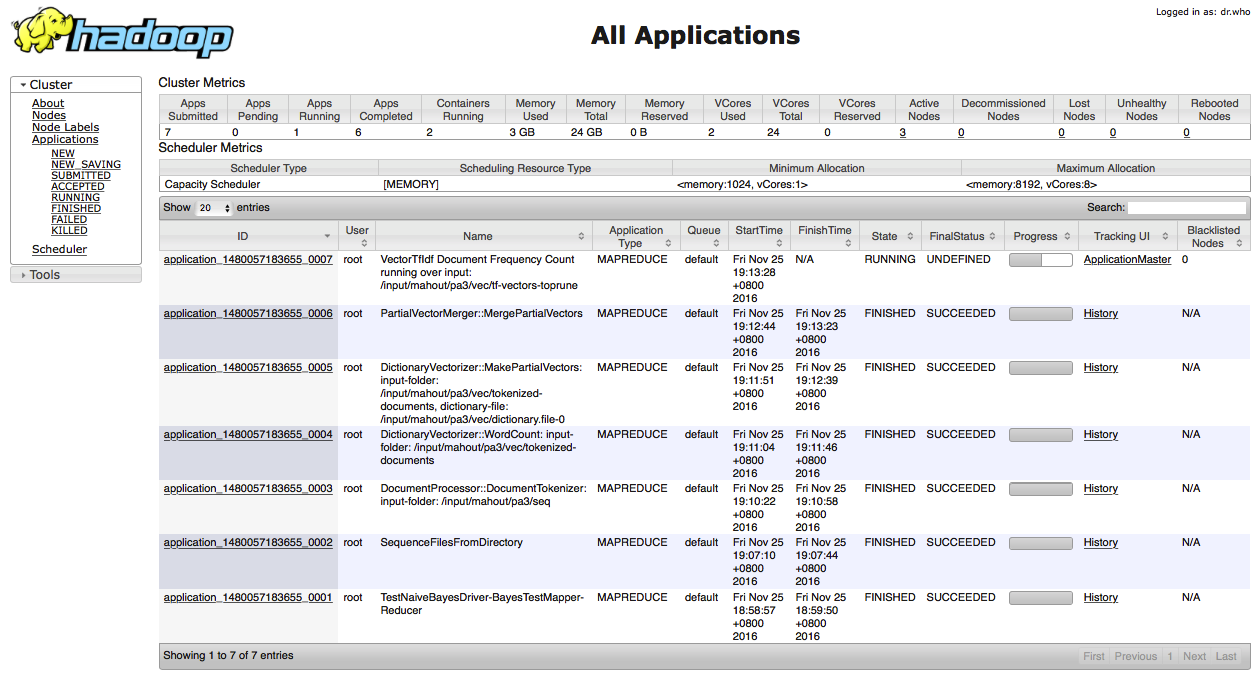 Logged in as: dr.who
hadoop
All Applications
Cluster
About
Nodes
Node Labels
Applications
NEW
NEW_SAVING
SUBMITTED
ACCEPTED
RUNNING
FINISHED
FAILED
KILLED
Scheduler
Tools
Cluster Metrics
Apps Submitted Apps Pending Apps Running Apps Completed Containers Running Memory Used Memory Total Memory Reserved VCores Used VCores Total VCores Reserved Active Nodes Decommissioned Nodes Lost Nodes Unhealthy Nodes Rebooted Nodes
7 0 1 6 2 3 GB 24 GB 0 B 2 24 0 3 0 0 0 0
Scheduler Metrics
Scheduler Type Scheduling Resource Type Minimum Allocation Maximum Allocation
Capacity Scheduler [MEMORY] <memory:1024, vCores:1> <memory:8192, vCores:8>
Show 20 entries Search:
ID User Name Application Type Queue StartTime FinishTime State FinalStatus Progress Tracking UI Blacklisted Nodes
application_1480057183655_0007 root VectorTfIdf Document Frequency Count running over input: /input/mahout/pa3/vec/tf-vectors-toprune MAPREDUCE default Fri Nov 25 19:13:28 +0800 2016 N/A RUNNING UNDEFINED ApplicationMaster 0
application_1480057183655_0006 root PartialVectorMerger::MergePartialVectors MAPREDUCE default Fri Nov 25 19:12:44 +0800 2016 Fri Nov 25 19:13:23 +0800 2016 FINISHED SUCCEEDED History N/A
application_1480057183655_0005 root DictionaryVectorizer::MakePartialVectors: input-folder: /input/mahout/pa3/vec/tokenized-documents, dictionary-file: /input/mahout/pa3/vec/dictionary.file-0 MAPREDUCE default Fri Nov 25 19:11:51 +0800 2016 Fri Nov 25 19:12:39 +0800 2016 FINISHED SUCCEEDED History N/A
application_1480057183655_0004 root DictionaryVectorizer::WordCount: input-folder: /input/mahout/pa3/vec/tokenized-documents MAPREDUCE default Fri Nov 25 19:11:04 +0800 2016 Fri Nov 25 19:11:46 +0800 2016 FINISHED SUCCEEDED History N/A
application_1480057183655_0003 root DocumentProcessor::DocumentTokenizer: input-folder: /input/mahout/pa3/seq MAPREDUCE default Fri Nov 25 19:10:22 +0800 2016 Fri Nov 25 19:10:58 +0800 2016 FINISHED SUCCEEDED History N/A
application_1480057183655_0002 root SequenceFilesFromDirectory MAPREDUCE default Fri Nov 25 19:07:10 +0800 2016 Fri Nov 25 19:07:44 +0800 2016 FINISHED SUCCEEDED History N/A
application_1480057183655_0001 root TestNaiveBayesDriver-BayesTestMapper-Reducer MAPREDUCE default Fri Nov 25 18:58:57 +0800 2016 Fri Nov 25 18:59:50 +0800 2016 FINISHED SUCCEEDED History N/A
Showing 1 to 7 of 7 entries First Previous 1 Next Last